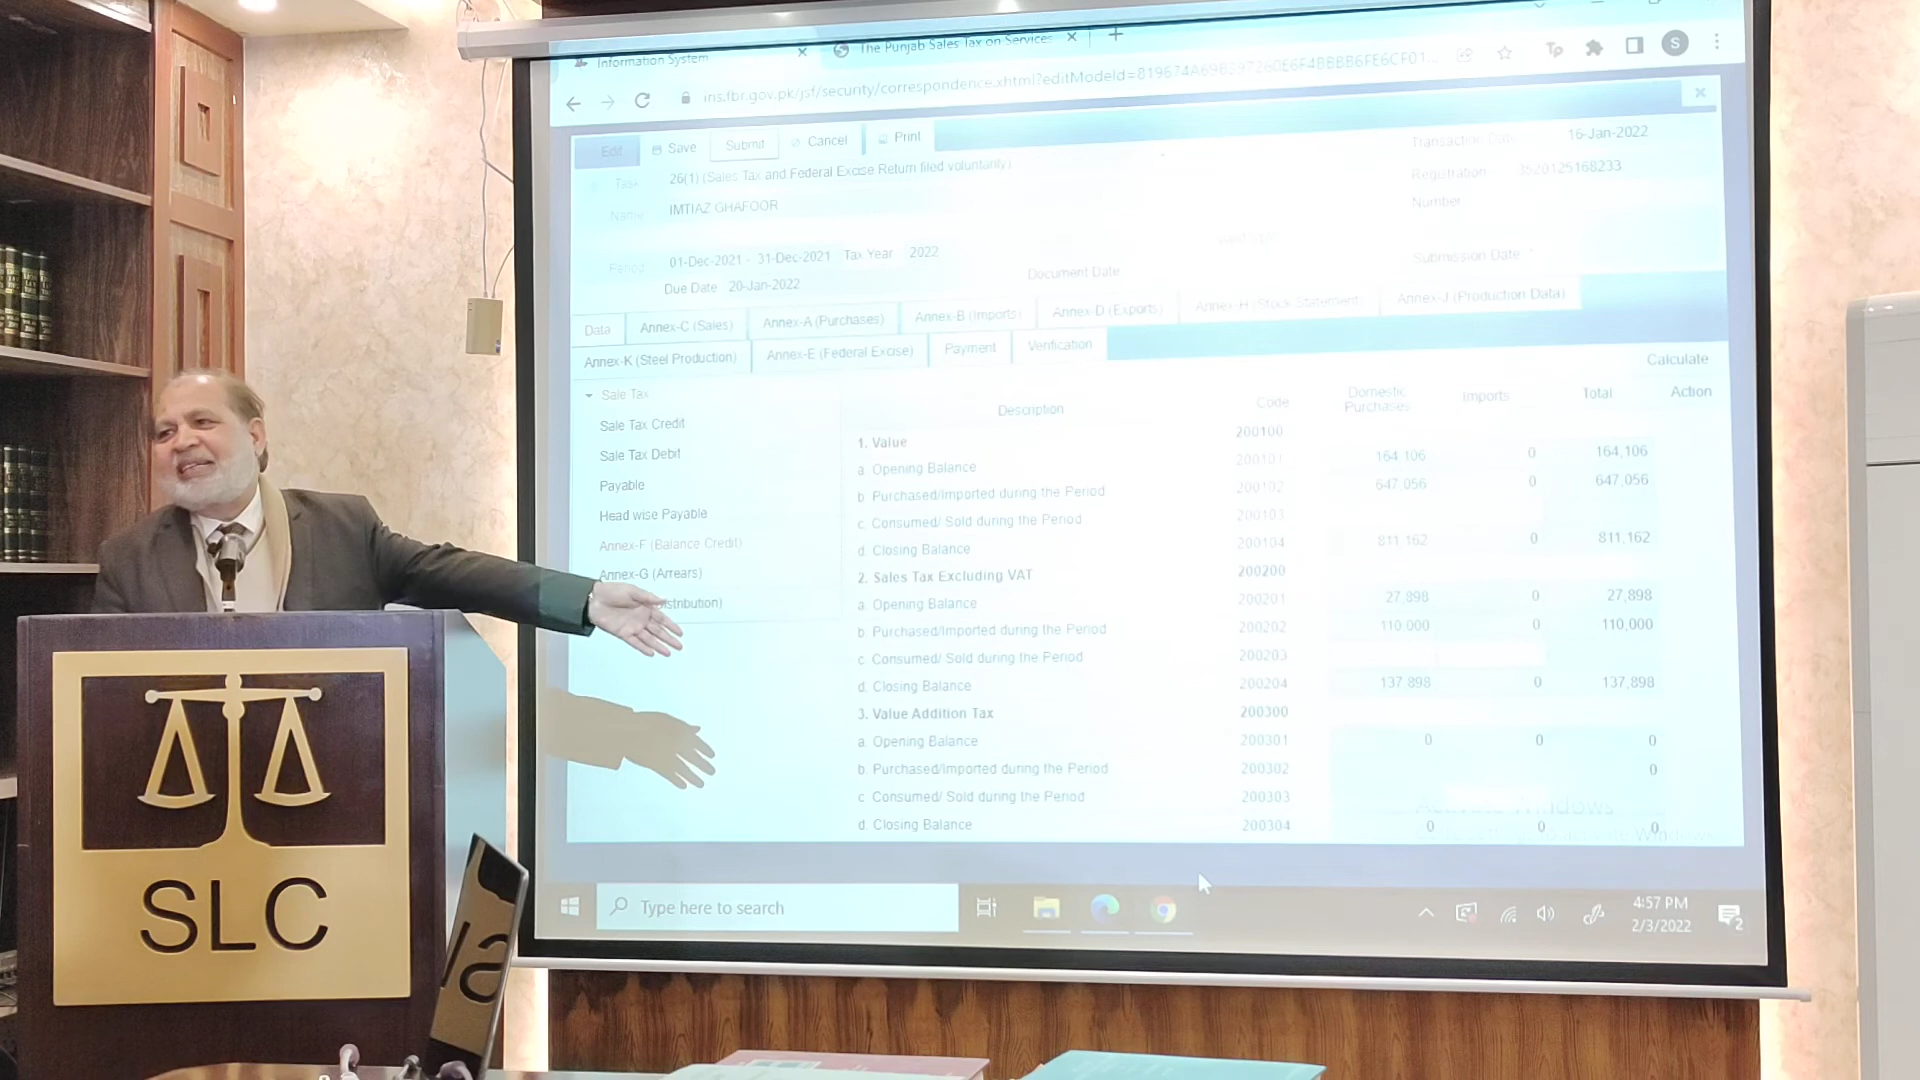 Information System
The Punjab Sales Tax on Services
iris.fbr.gov.pk/jsf/security/correspondence.xhtml?editModeId=
S
Edit Save Submit Cancel Print
Transaction Date 16-Jan-2022
Task 26(1) (Sales Tax and Federal Excise Return filed voluntarily)
Registration Number 3520125168233
Name IMTIAZ GHAFOOR
Period 01-Dec-2021 - 31-Dec-2021 Tax Year 2022
Due Date 20-Jan-2022 Document Date Submission Date
Data Annex-C (Sales) Annex-A (Purchases) Annex-B (Imports) Annex-D (Exports) Annex-H (Stock Statement) Annex-J (Production Data)
Annex-K (Steel Production) Annex-E (Federal Excise) Payment Verification
Calculate
Sale Tax
Sale Tax Credit
Sale Tax Debit
Payable
Head wise Payable
Annex-F (Balance Credit)
Annex-G (Arrears)
Description Code Domestic Purchases Imports Total Action
1. Value 200100
a. Opening Balance 200101 164,106 0 164,106
b. Purchased/Imported during the Period 200102 647,056 0 647,056
c. Consumed/ Sold during the Period 200103
d. Closing Balance 200104 811,162 0 811,162
2. Sales Tax Excluding VAT 200200
a. Opening Balance 200201 27,898 0 27,898
b. Purchased/Imported during the Period 200202 110,000 0 110,000
c. Consumed/ Sold during the Period 200203
d. Closing Balance 200204 137,898 0 137,898
3. Value Addition Tax 200300
a. Opening Balance 200301 0 0 0
b. Purchased/Imported during the Period 200302 0
c. Consumed/ Sold during the Period 200303
d. Closing Balance 200304 0 0 0
Activate Windows
Type here to search
4:57 PM
2/3/2022
2
SLC